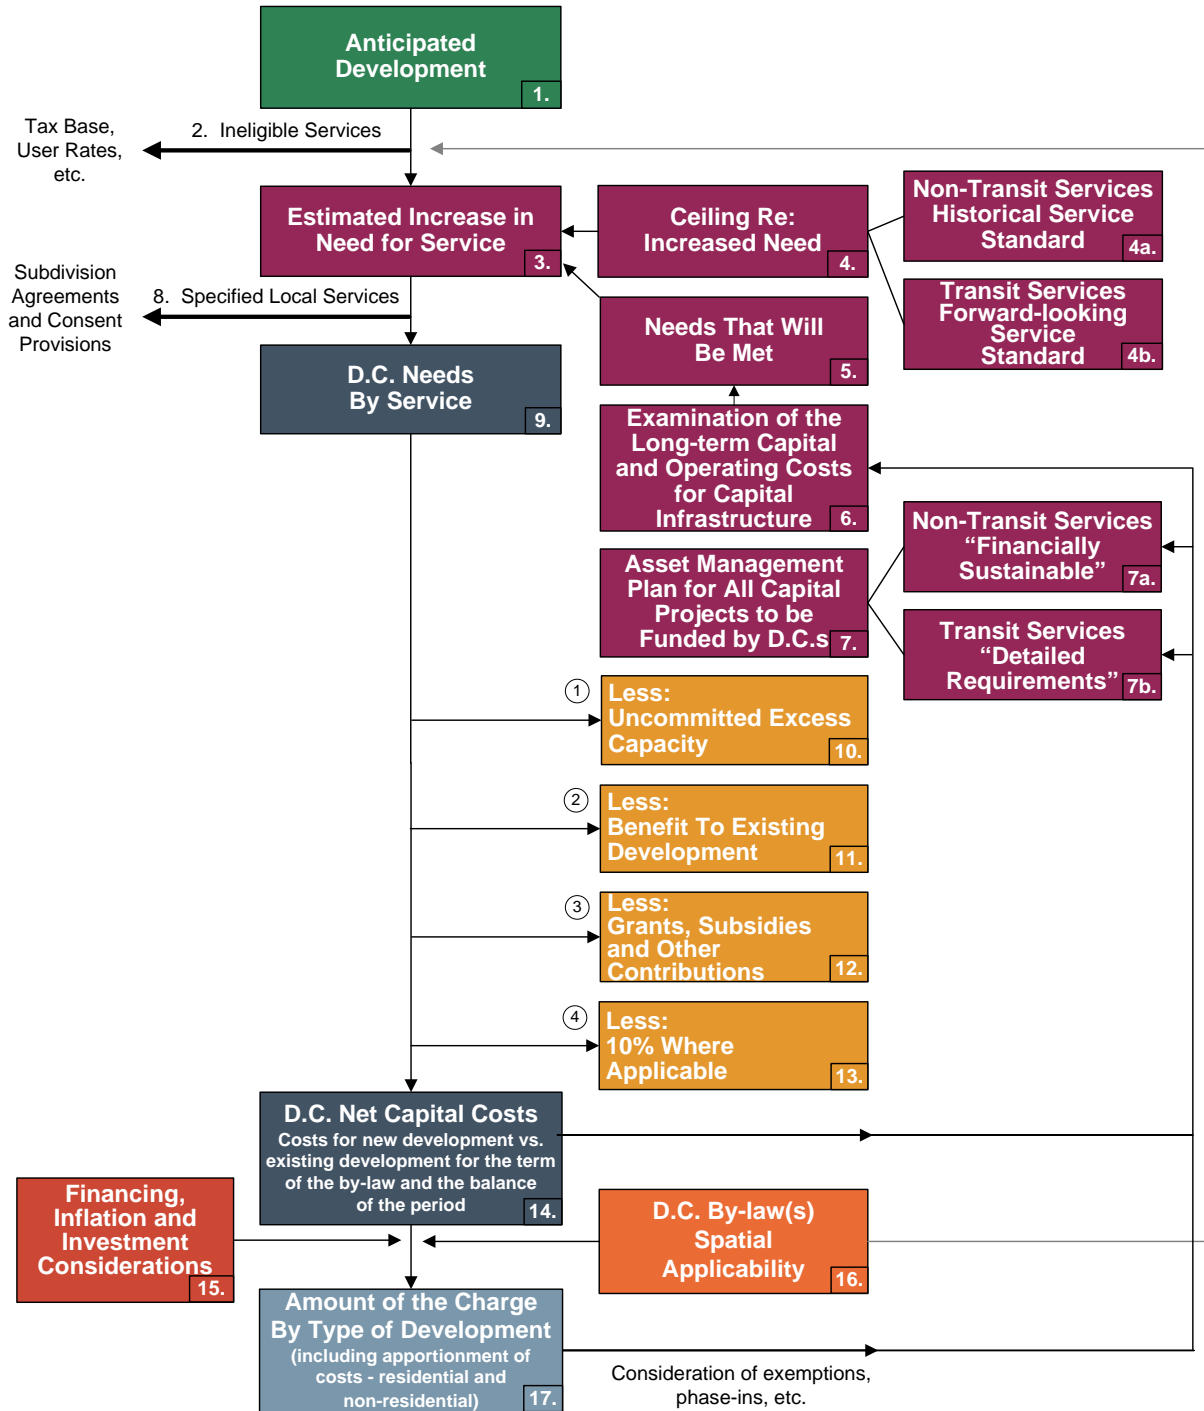 Anticipated
Development
1.
Tax Base,
User Rates,
etc.
2.  Ineligible Services
Estimated Increase in
Need for Service
3.
Ceiling Re:
Increased Need
4.
Non-Transit Services
Historical Service
Standard
4a.
Transit Services
Forward-looking
Service
Standard
4b.
Subdivision
Agreements
and Consent
Provisions
8.  Specified Local Services
Needs That Will
Be Met
5.
D.C. Needs
By Service
9.
Examination of the
Long-term Capital
and Operating Costs
for Capital
Infrastructure
6.
Asset Management
Plan for All Capital
Projects to be
Funded by D.C.s
7.
Non-Transit Services
“Financially
Sustainable”
7a.
Transit Services
“Detailed
Requirements”
7b.
1
Less:
Uncommitted Excess
Capacity
10.
2
Less:
Benefit To Existing
Development
11.
3
Less:
Grants, Subsidies
and Other
Contributions
12.
4
Less:
10% Where
Applicable
13.
D.C. Net Capital Costs
Costs for new development vs.
existing development for the term
of the by-law and the balance
of the period
14.
Financing,
Inflation and
Investment
Considerations
15.
D.C. By-law(s)
Spatial
Applicability
16.
Amount of the Charge
By Type of Development
(including apportionment of
costs - residential and
non-residential)
17.
Consideration of exemptions,
phase-ins, etc.